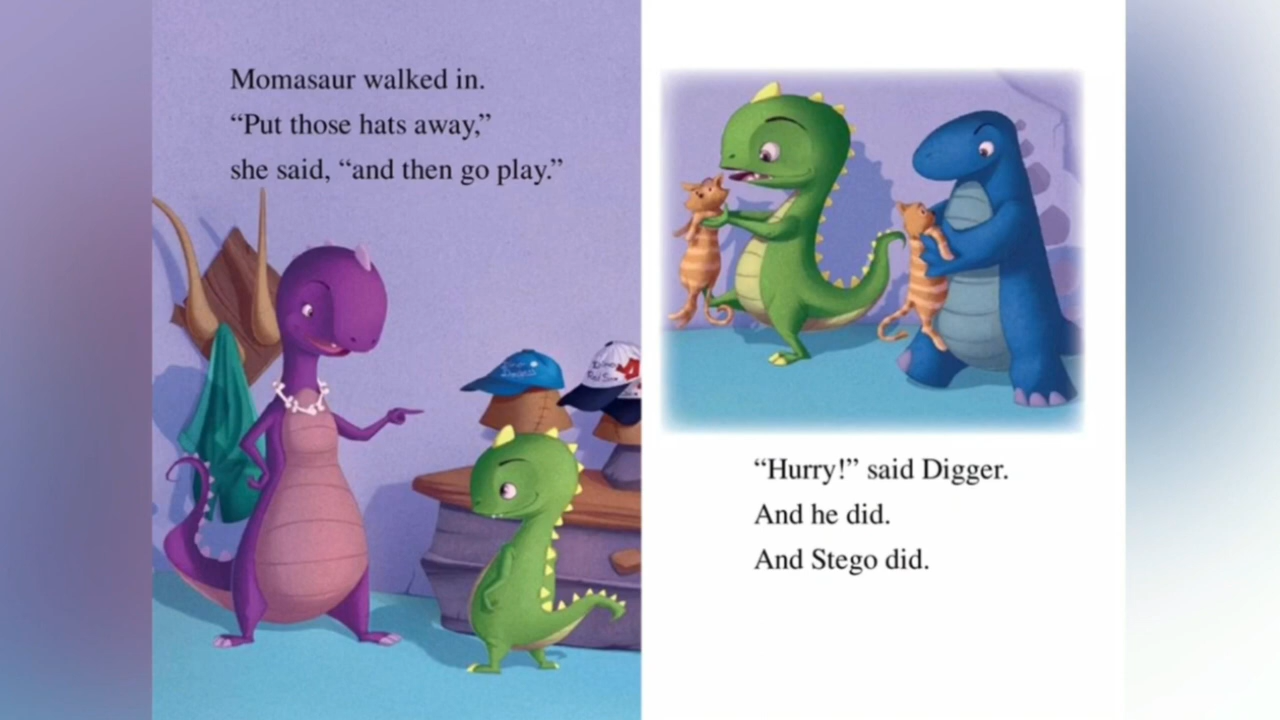 Momasaur walked in.
“Put those hats away,”
she said, “and then go play.”
“Hurry!” said Digger.
And he did.
And Stego did.